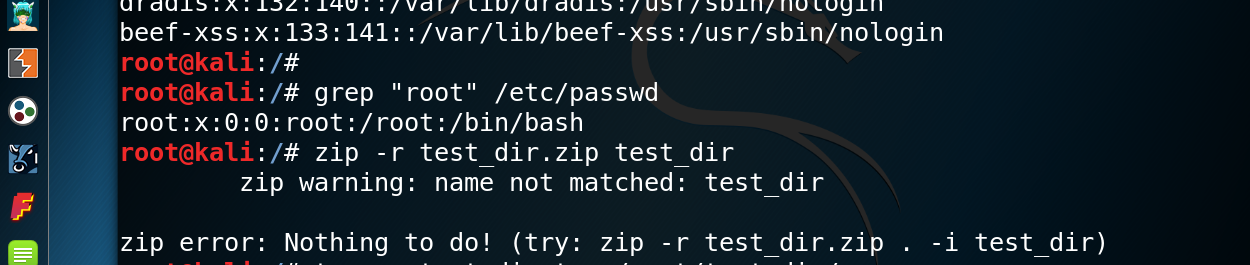 dradis:x:132:140::/var/lib/dradis:/usr/sbin/nologin
beef-xss:x:133:141::/var/lib/beef-xss:/usr/sbin/nologin
root@kali:/#
root@kali:/# grep "root" /etc/passwd
root:x:0:0:root:/root:/bin/bash
root@kali:/# zip -r test_dir.zip test_dir
zip warning: name not matched: test_dir
zip error: Nothing to do! (try: zip -r test_dir.zip . -i test_dir)